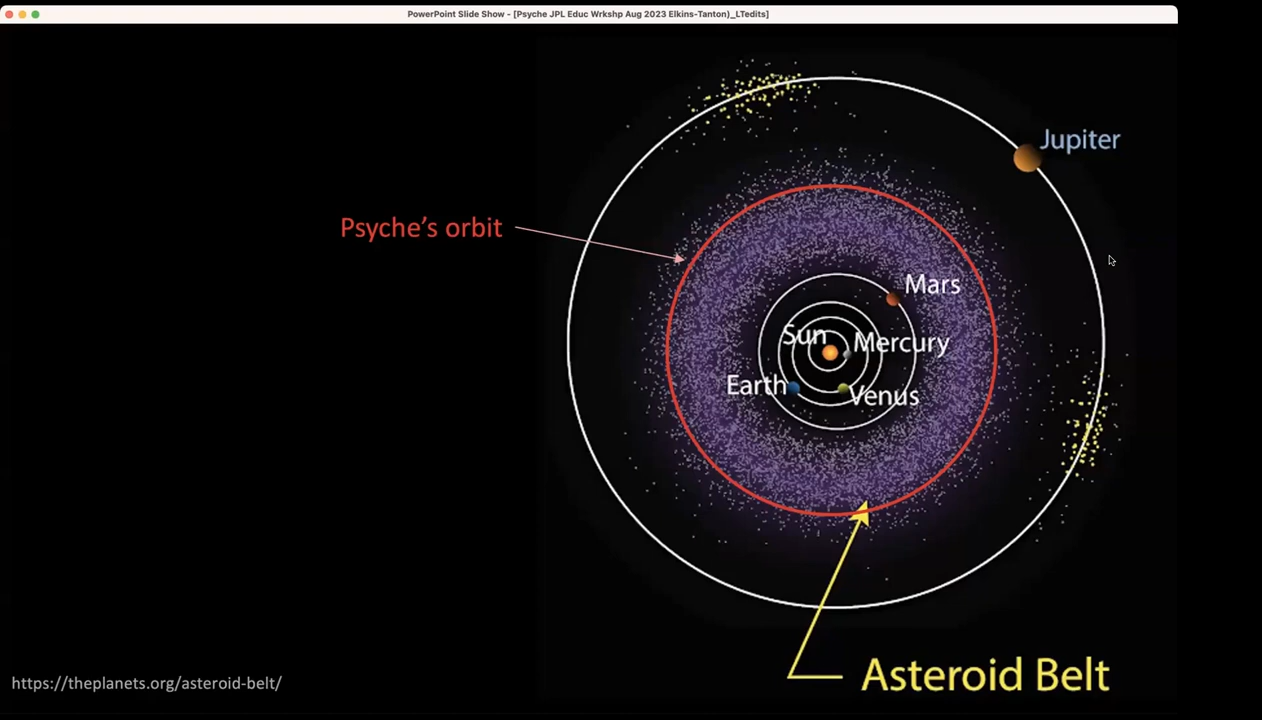 PowerPoint Slide Show - [Psyche JPL Educ Wrkshp Aug 2023 Elkins-Tanton)_LTedits]
Jupiter
Psyche’s orbit
Mars
Sun
Mercury
Earth
Venus
Asteroid Belt
https://theplanets.org/asteroid-belt/